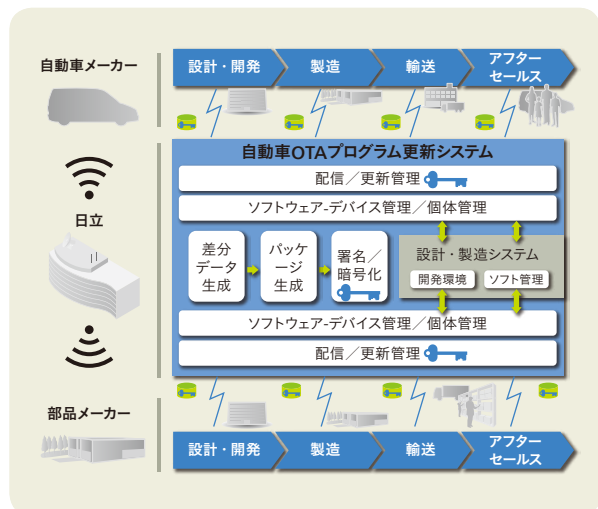 自動車メーカー
設計・開発
製造
輸送
アフター
セールス
自動車OTAプログラム更新システム
配信／更新管理
ソフトウェア-デバイス管理／個体管理
日立
差分
データ
生成
パッケ
ージ
生成
署名／
暗号化
設計・製造システム
開発環境
ソフト管理
ソフトウェア-デバイス管理／個体管理
配信／更新管理
部品メーカー
設計・開発
製造
輸送
アフター
セールス